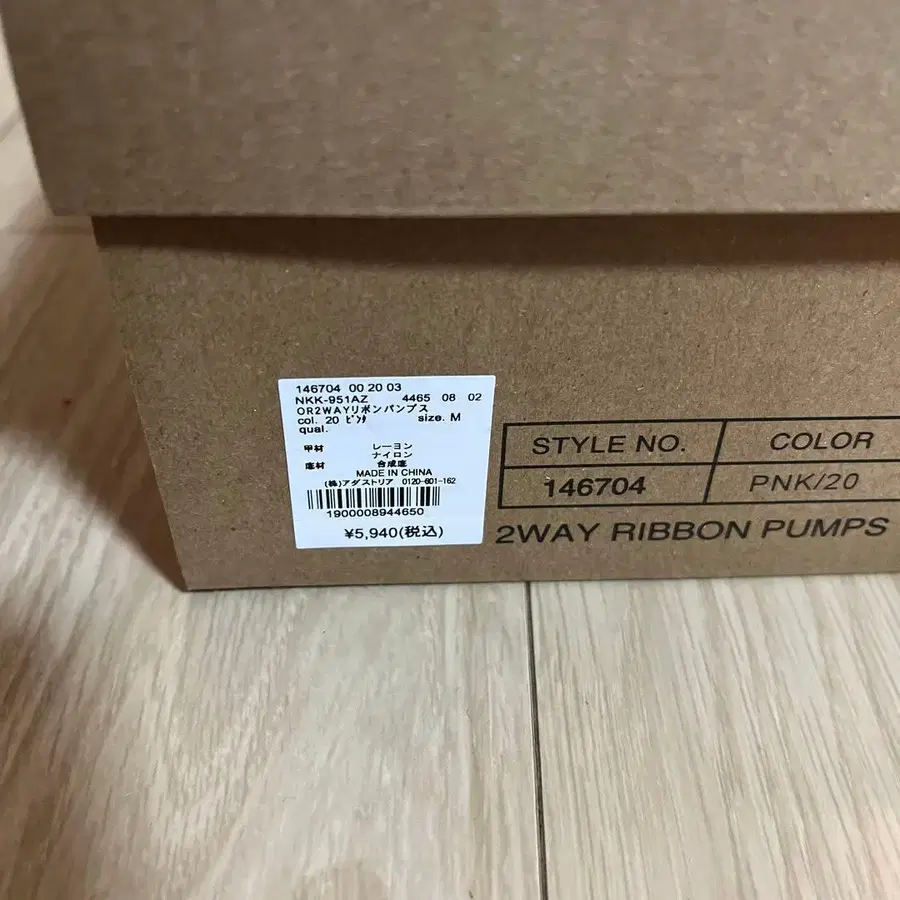 146704 00 20 03
NKK-951AZ 4465 08 02
OR2WAYリボンパンプス
col. 20 ﾋﾟﾝｸ size. M
qual.
甲材 レーヨン
ナイロン
底材 合成底
MADE IN CHINA
(株)アダストリア 0120-601-162
1900008944650
¥5,940(税込)
STYLE NO. COLOR
146704 PNK/20
2WAY RIBBON PUMPS